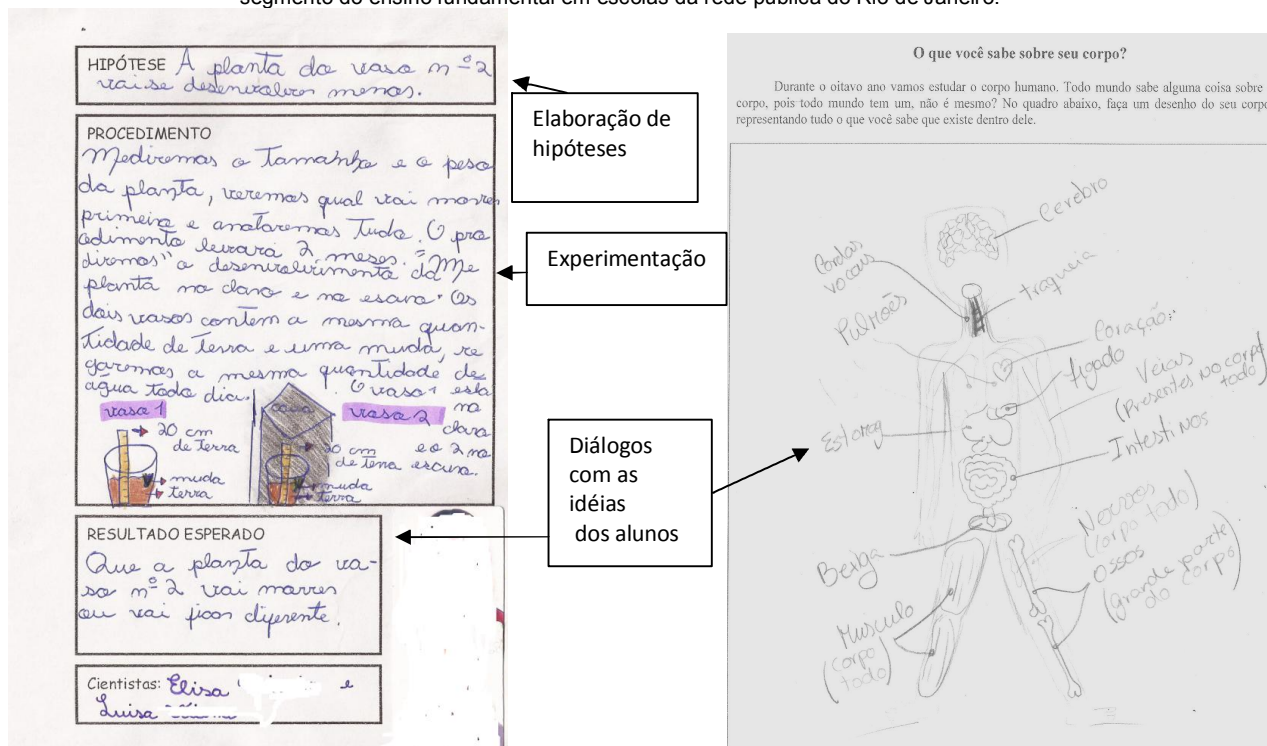 segmento do ensino fundamental em escolas da rede pública do Rio de Janeiro.
HIPÓTESE A planta do vaso nº 2
vai se desenvolver menos.
PROCEDIMENTO
Mediremos o Tamanho e o peso
da planta, veremos qual vai morrer
primeiro e anotaremos Tudo. O pro
cedimento levará 2 meses. "Me
diremos" o desenvolvimento da
planta no claro e no escuro. Os
dois vasos contem a mesma quan-
tidade de terra e uma muda, re
garemos a mesma quantidade de
água todo dia. O vaso 1 esta
no
claro
e o 2 no
escuro.
vaso 1
20 cm
de terra
muda
terra
caixa
vaso 2
20 cm
de terra
muda
terra
RESULTADO ESPERADO
Que a planta do va-
so nº 2 vai morrer
ou vai ficar diferente.
Cientistas: Elisa e
Luisa
Elaboração de
hipóteses
Experimentação
Diálogos
com as
idéias
dos alunos
O que você sabe sobre seu corpo?
Durante o oitavo ano vamos estudar o corpo humano. Todo mundo sabe alguma coisa sobre
corpo, pois todo mundo tem um, não é mesmo? No quadro abaixo, faça um desenho do seu corpo
representando tudo o que você sabe que existe dentro dele.
Cerebro
Cordas
vocais
traqueia
Pulmões
Coração
figado
Veias
(Presentes no corpo
todo)
Estomag
Intestinos
Nervos
(corpo todo)
Bexiga
Ossos
(grande parte
do corpo)
Musculo
(corpo
todo)